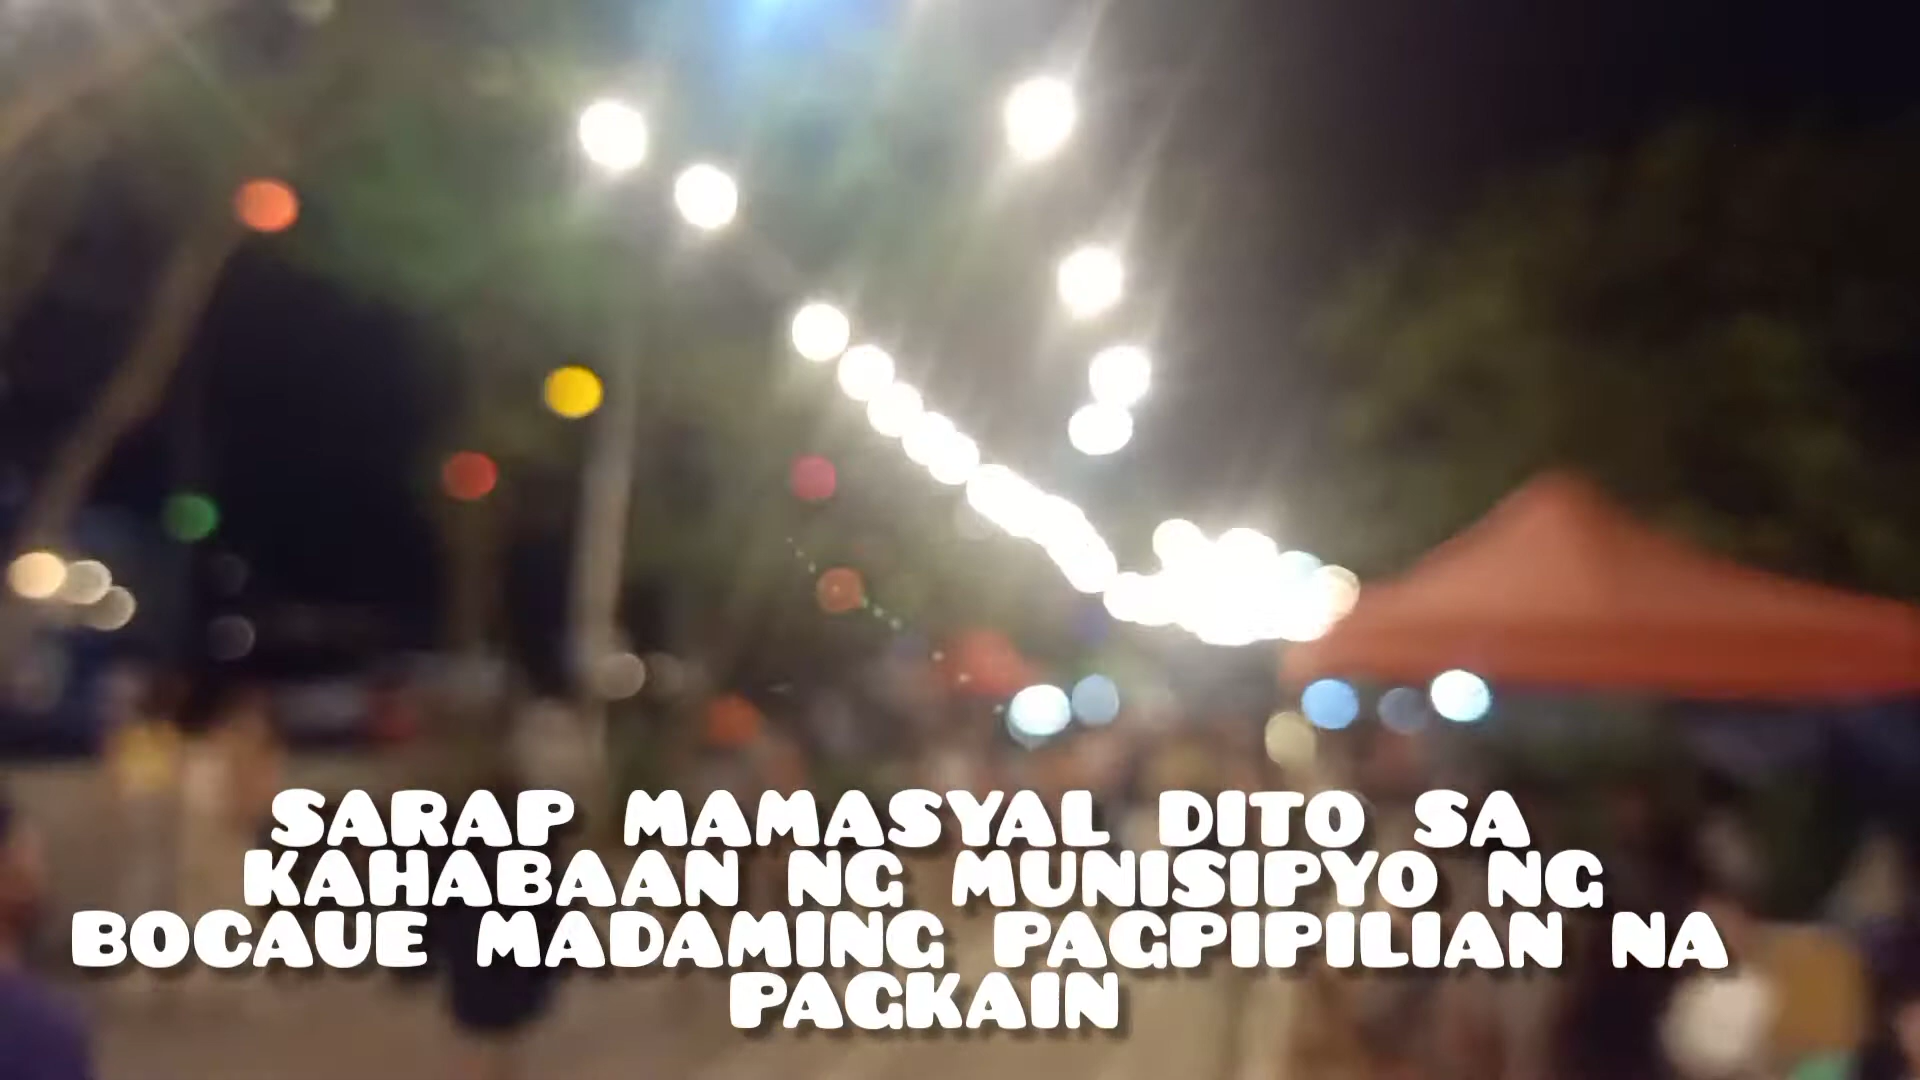 SARAP MAMASYAL DITO SA
KAHABAAN NG MUNISIPYO NG
BOCAUE MADAMING PAGPIPILIAN NA
PAGKAIN